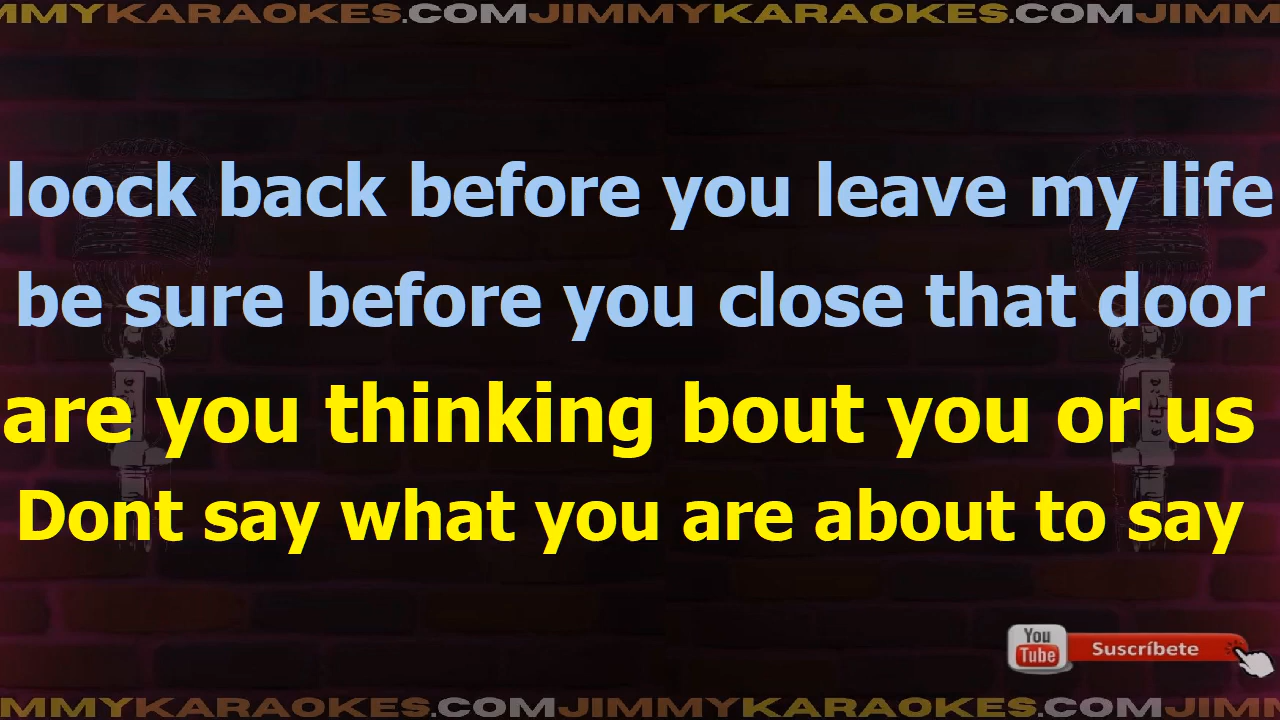 MMYKARAOKES.COMJIMMYKARAOKES.COMJIMM
loock back before you leave my life
be sure before you close that door
are you thinking bout you or us
Dont say what you are about to say
You
Tube
Suscríbete
MMYKARAOKES.COMJIMMYKARAOKES.COMJIMM